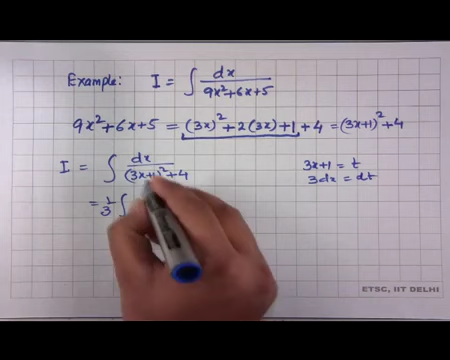 Example: I = ∫ dx / 9x²+6x+5
9x²+6x+5 = (3x)²+2(3x)+1+4 = (3x+1)²+4
I = ∫ dx / (3x+1)²+4
3x+1 = t
3dx = dt
= 1/3 ∫
ETSC, IIT DELHI